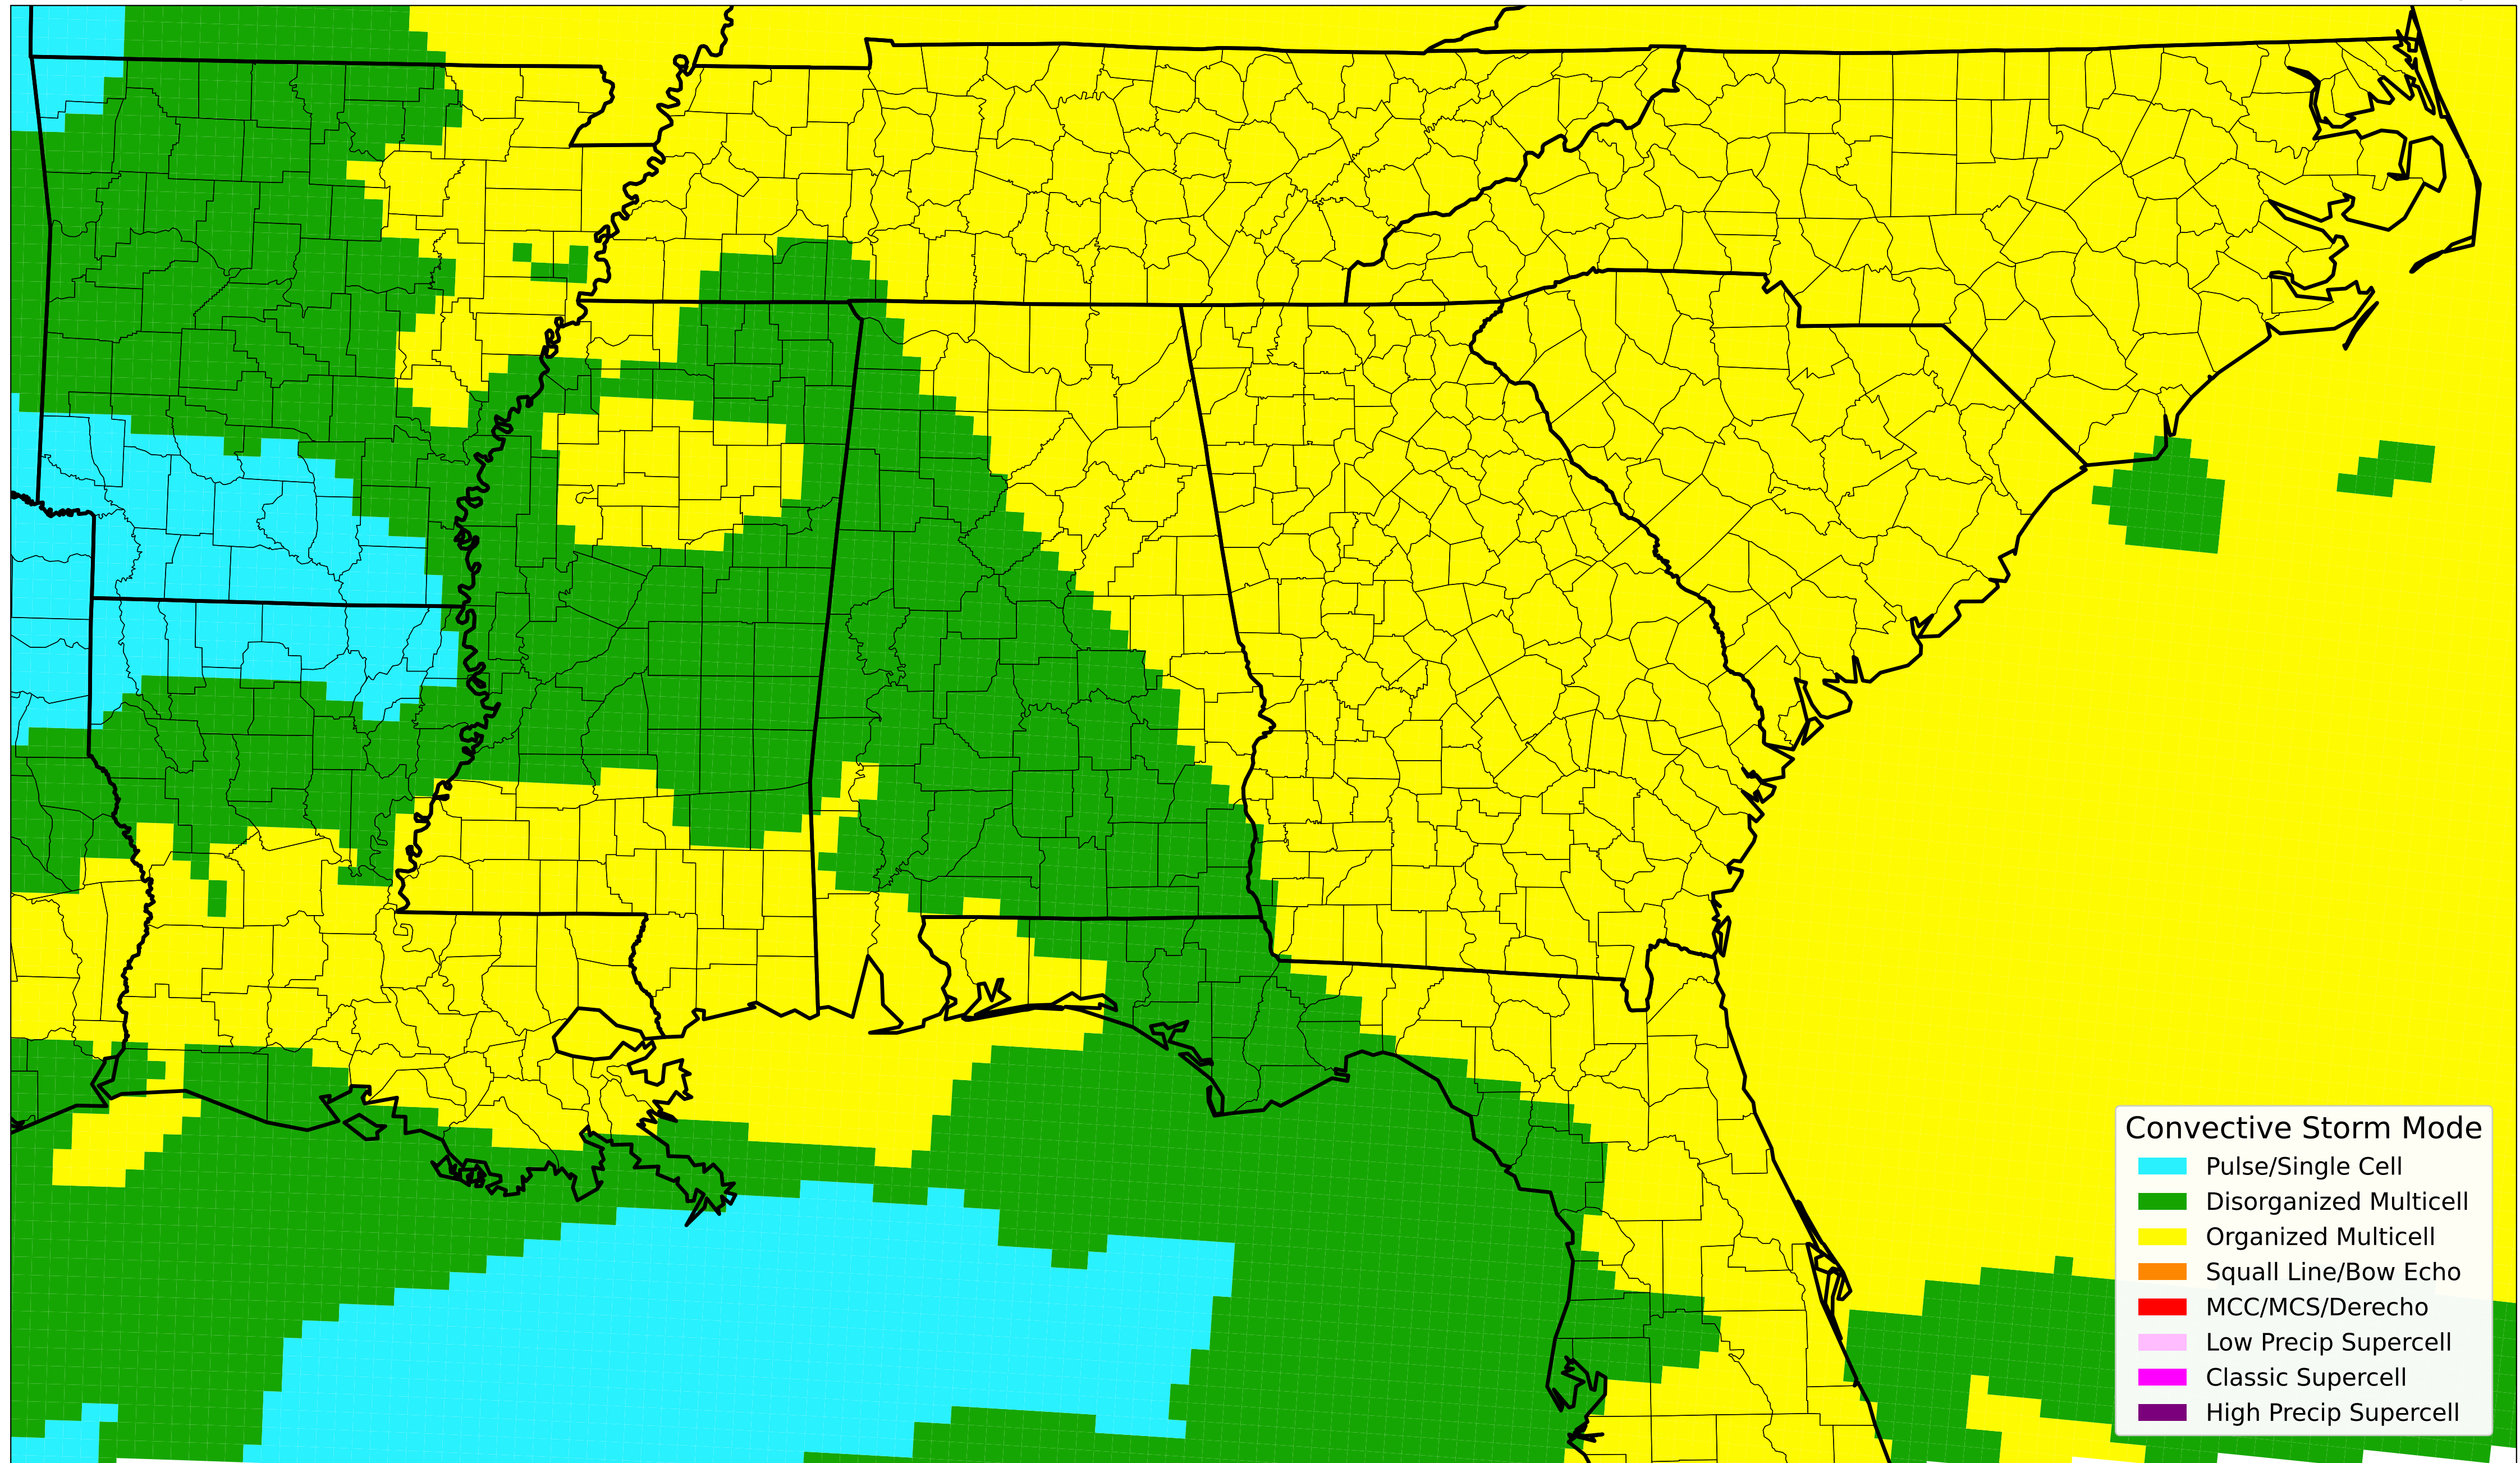 Convective Storm Mode
Pulse/Single Cell
Disorganized Multicell
Organized Multicell
Squall Line/Bow Echo
MCC/MCS/Derecho
Low Precip Supercell
Classic Supercell
High Precip Supercell